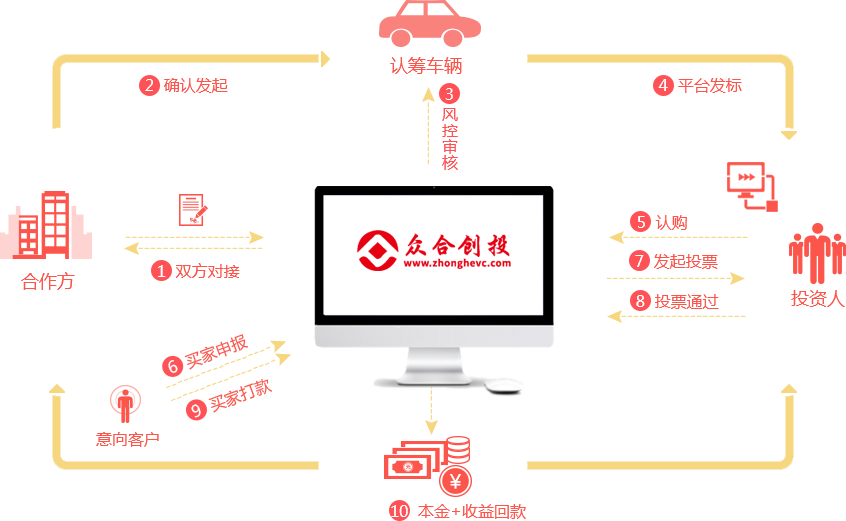 认筹车辆
2 确认发起
3 风控审核
4 平台发标
合作方
1 双方对接
众合创投
www.zhonghevc.com
5 认购
7 发起投票
8 投票通过
投资人
6 买家申报
9 买家打款
意向客户
¥
10 本金+收益回款